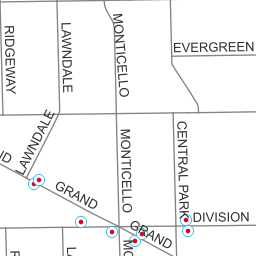 RIDGEWAY
LAWNDALE
MONTICELLO
EVERGREEN
LAWNDALE
MONTICELLO
CENTRAL PARK
GRAND
DIVISION
GRAND